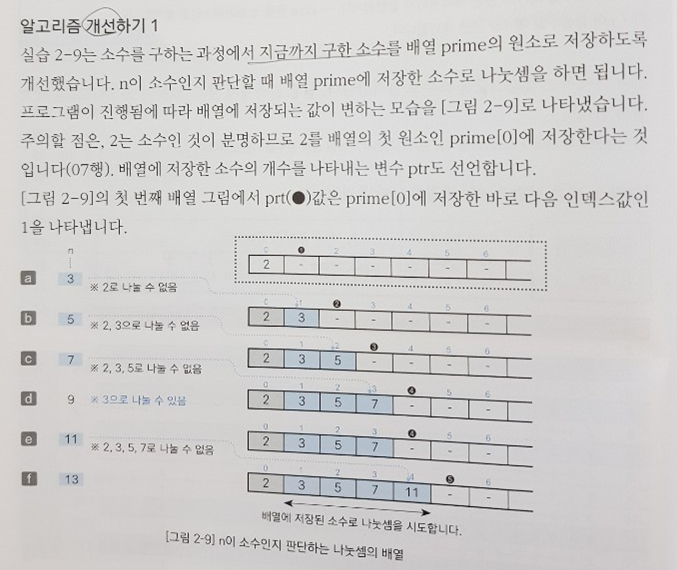 알고리즘 개선하기 1
실습 2-9는 소수를 구하는 과정에서 지금까지 구한 소수를 배열 prime의 원소로 저장하도록
개선했습니다. n이 소수인지 판단할 때 배열 prime에 저장한 소수로 나눗셈을 하면 됩니다.
프로그램이 진행됨에 따라 배열에 저장되는 값이 변하는 모습을 [그림 2-9]로 나타냈습니다.
주의할 점은, 2는 소수인 것이 분명하므로 2를 배열의 첫 원소인 prime[0]에 저장한다는 것
입니다(07행). 배열에 저장한 소수의 개수를 나타내는 변수 ptr도 선언합니다.
[그림 2-9]의 첫 번째 배열 그림에서 prt(●)값은 prime[0]에 저장한 바로 다음 인덱스값인
1을 나타냅니다.
n
0 ❶ 2 3 4 5 6
a 3 2 - - - - - -
※ 2로 나눌 수 없음
0 1 ❷ 3 4 5 6
b 5 2 3 - - - - -
※ 2, 3으로 나눌 수 없음
0 1 2 ❸ 4 5 6
c 7 2 3 5 - - - -
※ 2, 3, 5로 나눌 수 없음
0 1 2 3 ❹ 5 6
d 9 ※ 3으로 나눌 수 있음 2 3 5 7 - - -
0 1 2 3 ❹ 5 6
e 11 2 3 5 7 - - -
※ 2, 3, 5, 7로 나눌 수 없음
0 1 2 3 4 ❺ 6
f 13 2 3 5 7 11 - -
배열에 저장된 소수로 나눗셈을 시도합니다.
[그림 2-9] n이 소수인지 판단하는 나눗셈의 배열